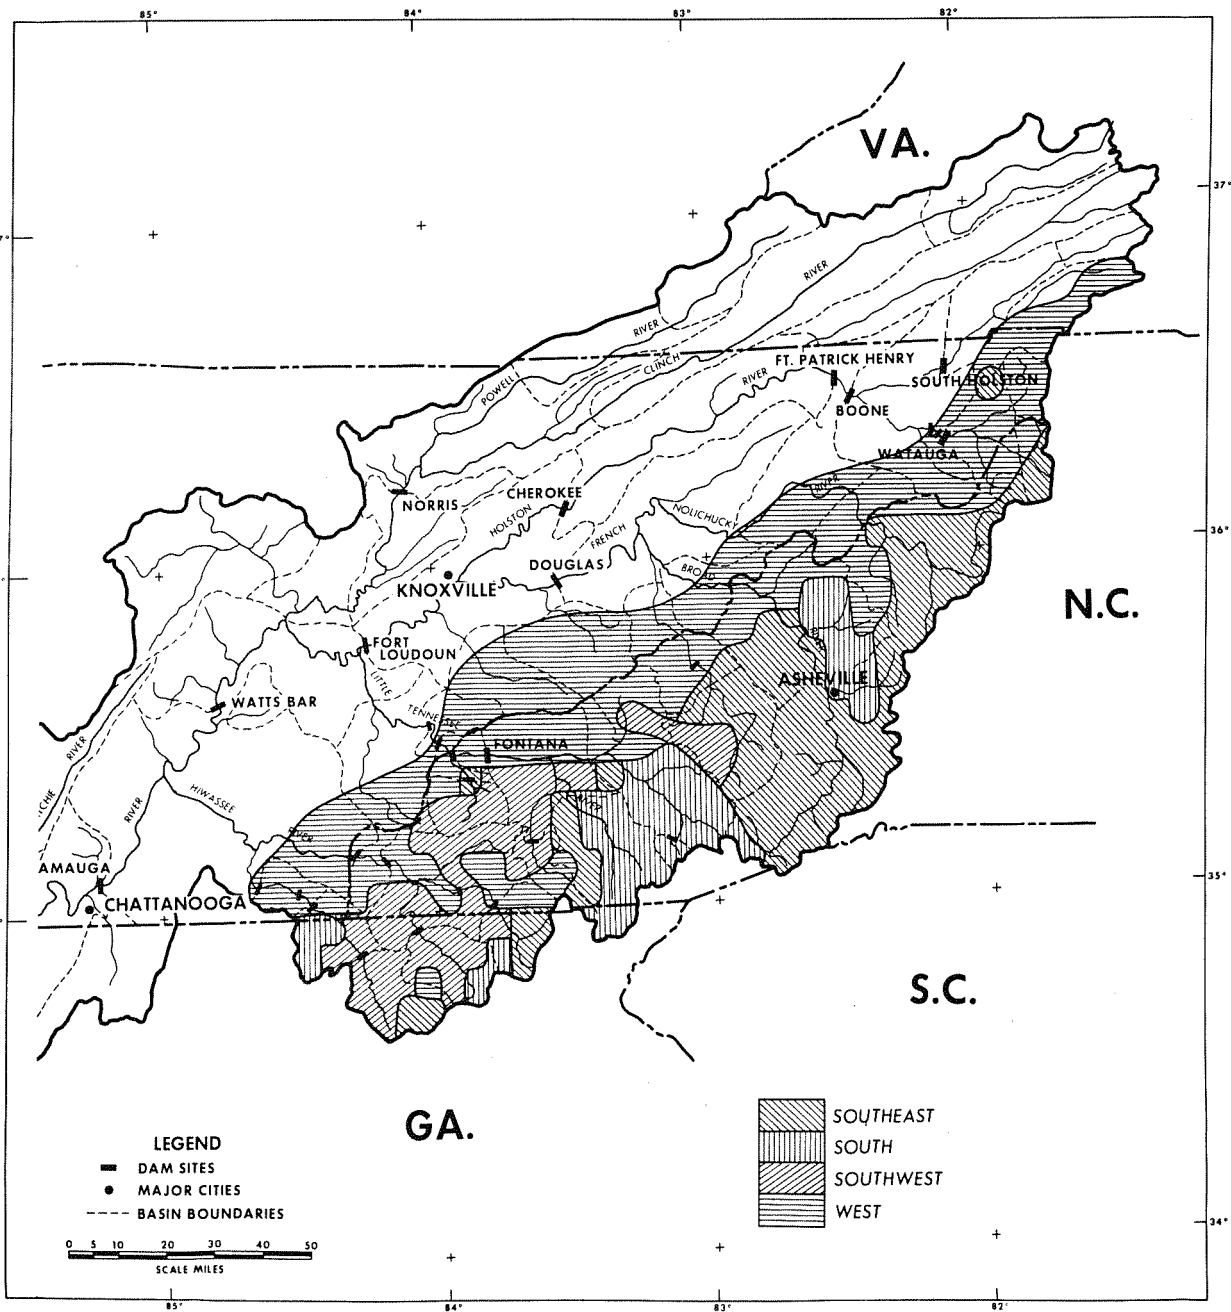 85°
84°
83°
82°
VA.
37°
7°
RIVER
RIVER
FT. PATRICK HENRY
CLINCH
RIVER
POWELL
SOUTH HOLSTON
BOONE
WATAUGA
RIVER
NORRIS
CHEROKEE
HOLSTON
NOLICHUCKY
FRENCH
36°
DOUGLAS
BROAD
KNOXVILLE
N.C.
FORT
LOUDOUN
LITTLE
ASHEVILLE
WATTS BAR
TENNESSEE
FONTANA
RIVER
HIWASSEE
RIVER
RIVER
AMAUGA
35°
CHATTANOOGA
S.C.
GA.
SOUTHEAST
SOUTH
SOUTHWEST
WEST
LEGEND
DAM SITES
MAJOR CITIES
BASIN BOUNDARIES
34°
0 5 10 20 30 40 50
SCALE MILES
85°
84°
83°
82°